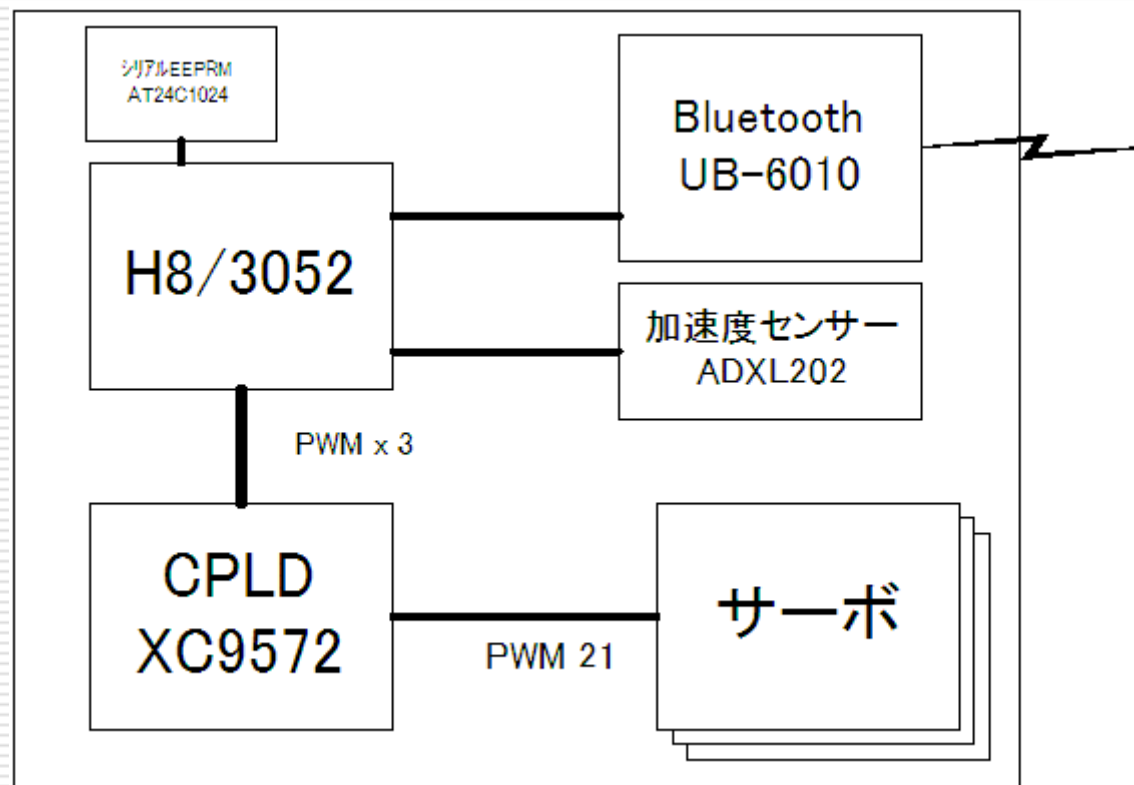 シリアルEEPRM
AT24C1024
Bluetooth
UB-6010
H8/3052
加速度センサー
ADXL202
PWM x 3
CPLD
XC9572
サーボ
PWM 21